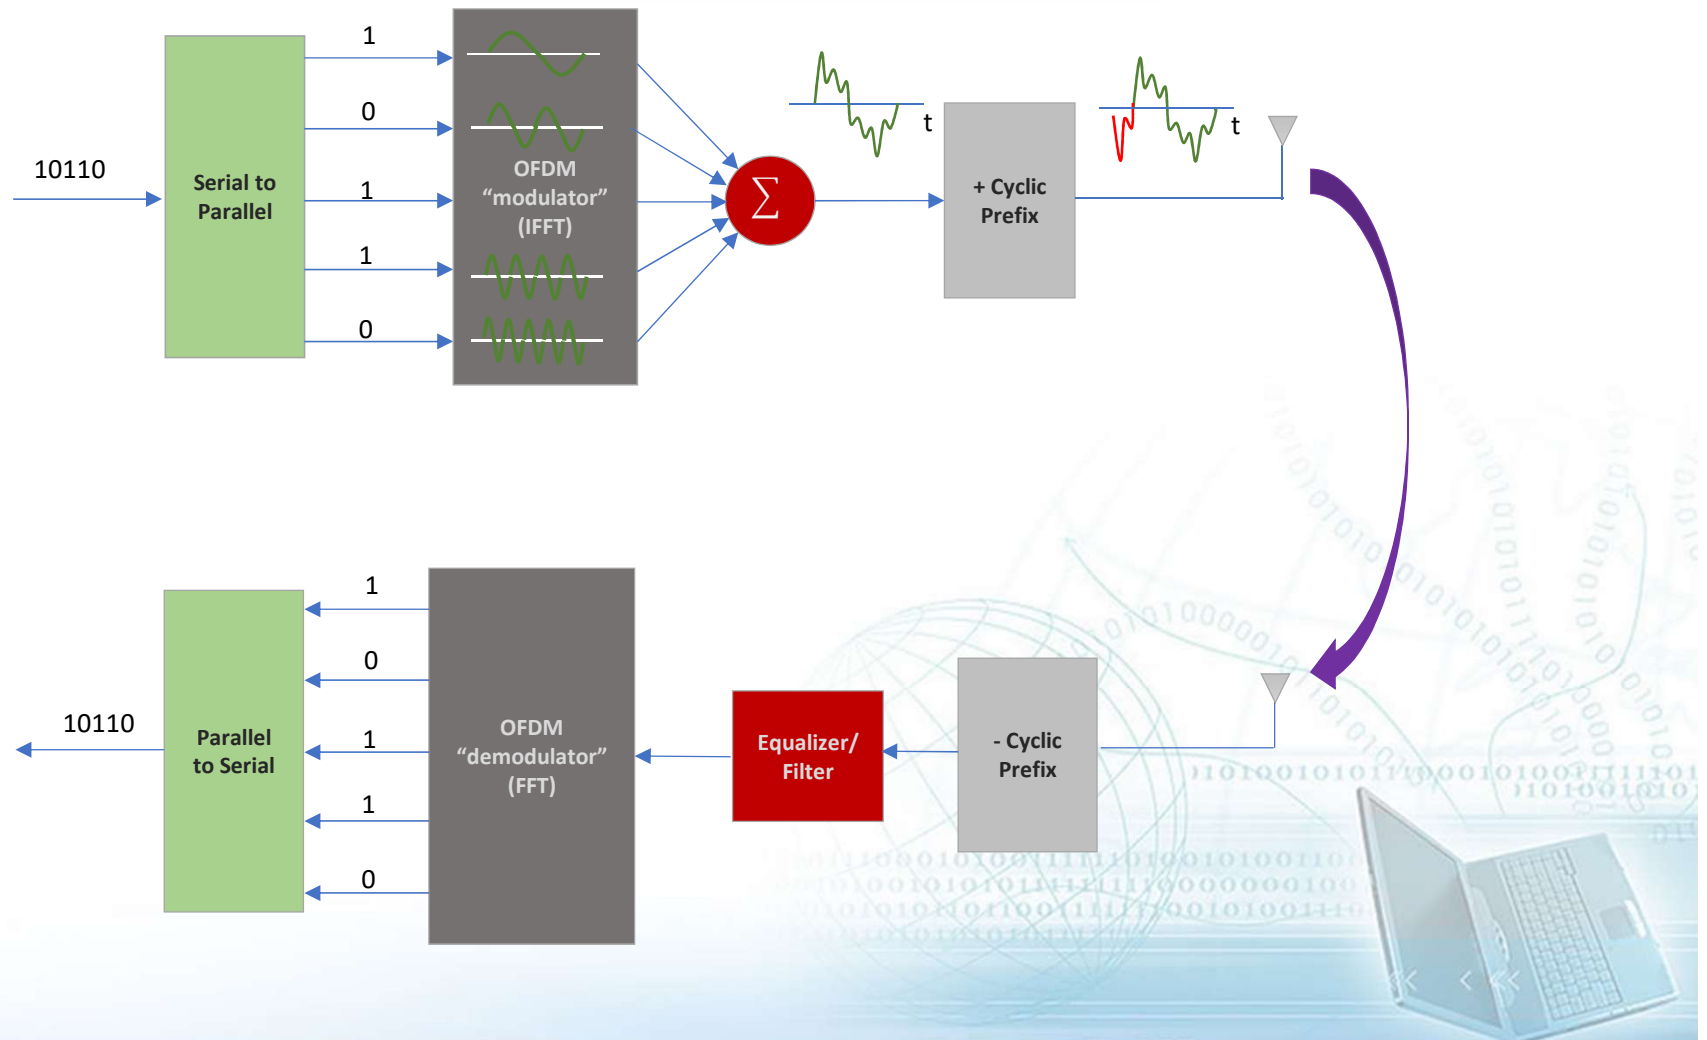 10110
Serial to
Parallel
1
0
1
1
0
OFDM
“modulator”
(IFFT)
∑
t
+ Cyclic
Prefix
t
10110
Parallel
to Serial
1
0
1
1
0
OFDM
“demodulator”
(FFT)
Equalizer/
Filter
- Cyclic
Prefix